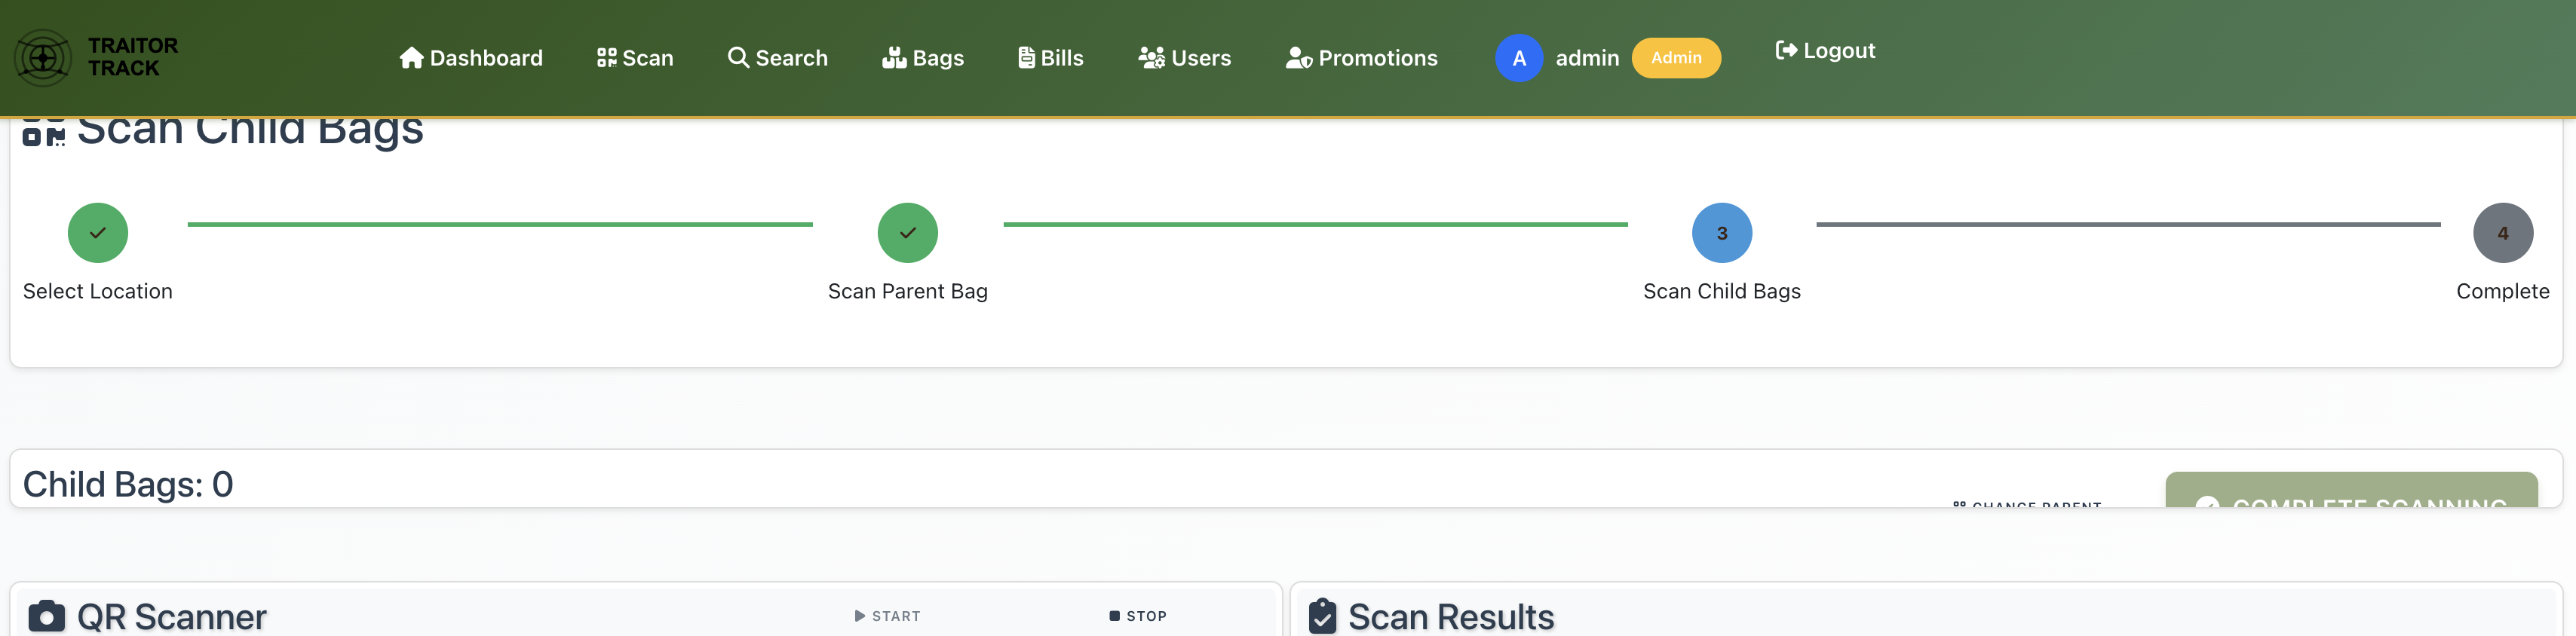 TRAITOR
TRACK
Dashboard
Scan
Search
Bags
Bills
Users
Promotions
A
admin
Admin
Logout
Scan Child Bags
3
4
Select Location
Scan Parent Bag
Scan Child Bags
Complete
Child Bags: 0
CHANGE PARENT
COMPLETE SCANNING
QR Scanner
START
STOP
Scan Results